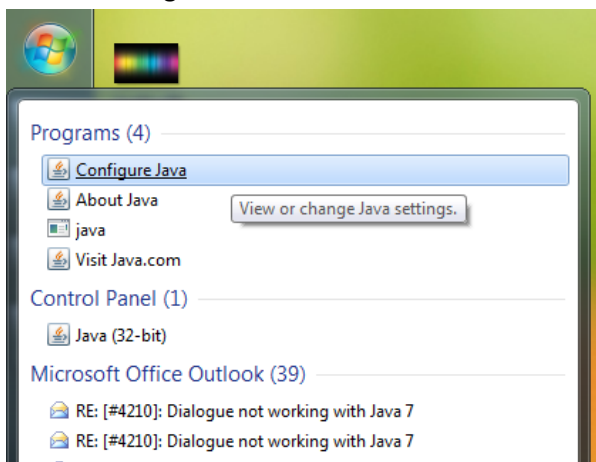 Programs (4)
Configure Java
About Java
View or change Java settings.
java
Visit Java.com
Control Panel (1)
Java (32-bit)
Microsoft Office Outlook (39)
RE: [#4210]: Dialogue not working with Java 7
RE: [#4210]: Dialogue not working with Java 7